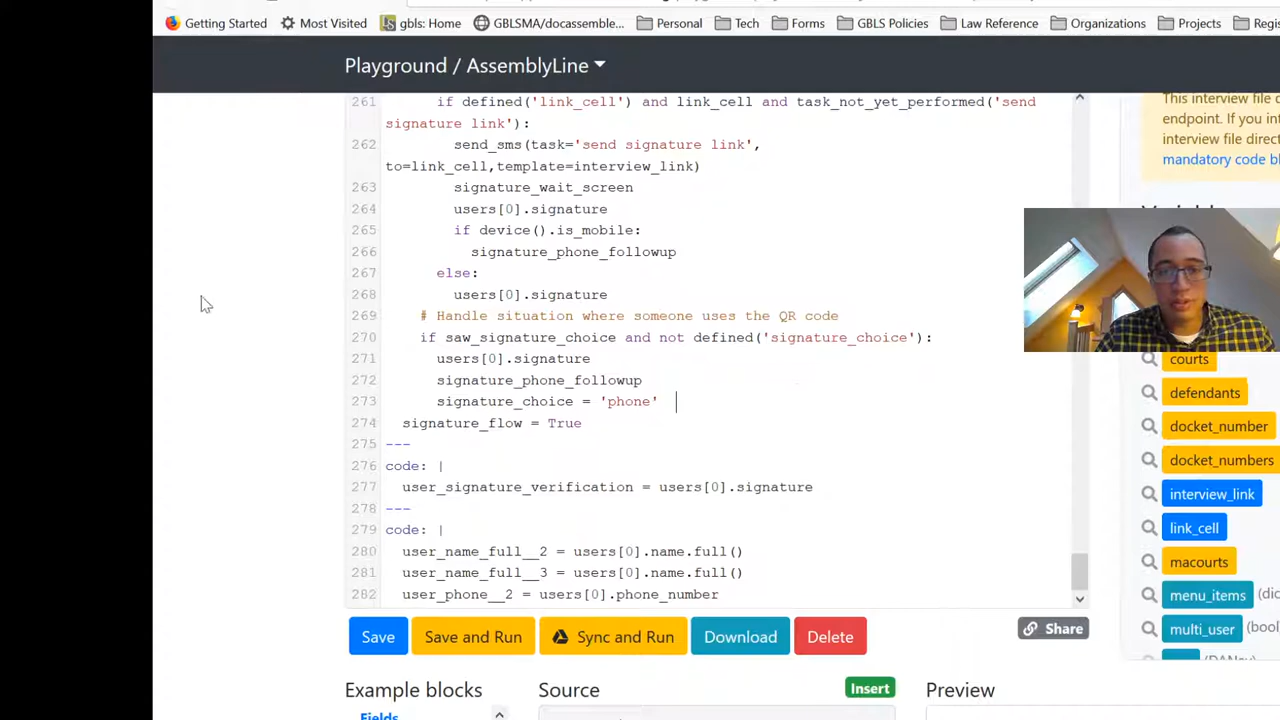 Getting Started Most Visited gbls: Home GBLSMA/docassemble... Personal Tech Forms GBLS Policies Law Reference Organizations Projects Regis
Playground / AssemblyLine
261 if defined('link_cell') and link_cell and task_not_yet_performed('send
signature link'):
262 send_sms(task='send signature link',
to=link_cell,template=interview_link)
263 signature_wait_screen
264 users[0].signature
265 if device().is_mobile:
266 signature_phone_followup
267 else:
268 users[0].signature
269 # Handle situation where someone uses the QR code
270 if saw_signature_choice and not defined('signature_choice'):
271 users[0].signature
272 signature_phone_followup
273 signature_choice = 'phone'
274 signature_flow = True
275 ---
276 code: |
277 user_signature_verification = users[0].signature
278 ---
279 code: |
280 user_name_full__2 = users[0].name.full()
281 user_name_full__3 = users[0].name.full()
282 user_phone__2 = users[0].phone_number
This interview file d
endpoint. If you int
interview file direct
mandatory code bl
courts
defendants
docket_number
docket_numbers
interview_link
link_cell
macourts
menu_items (dic
multi_user (bool
Save Save and Run Sync and Run Download Delete Share
Example blocks Source Insert Preview
Fields